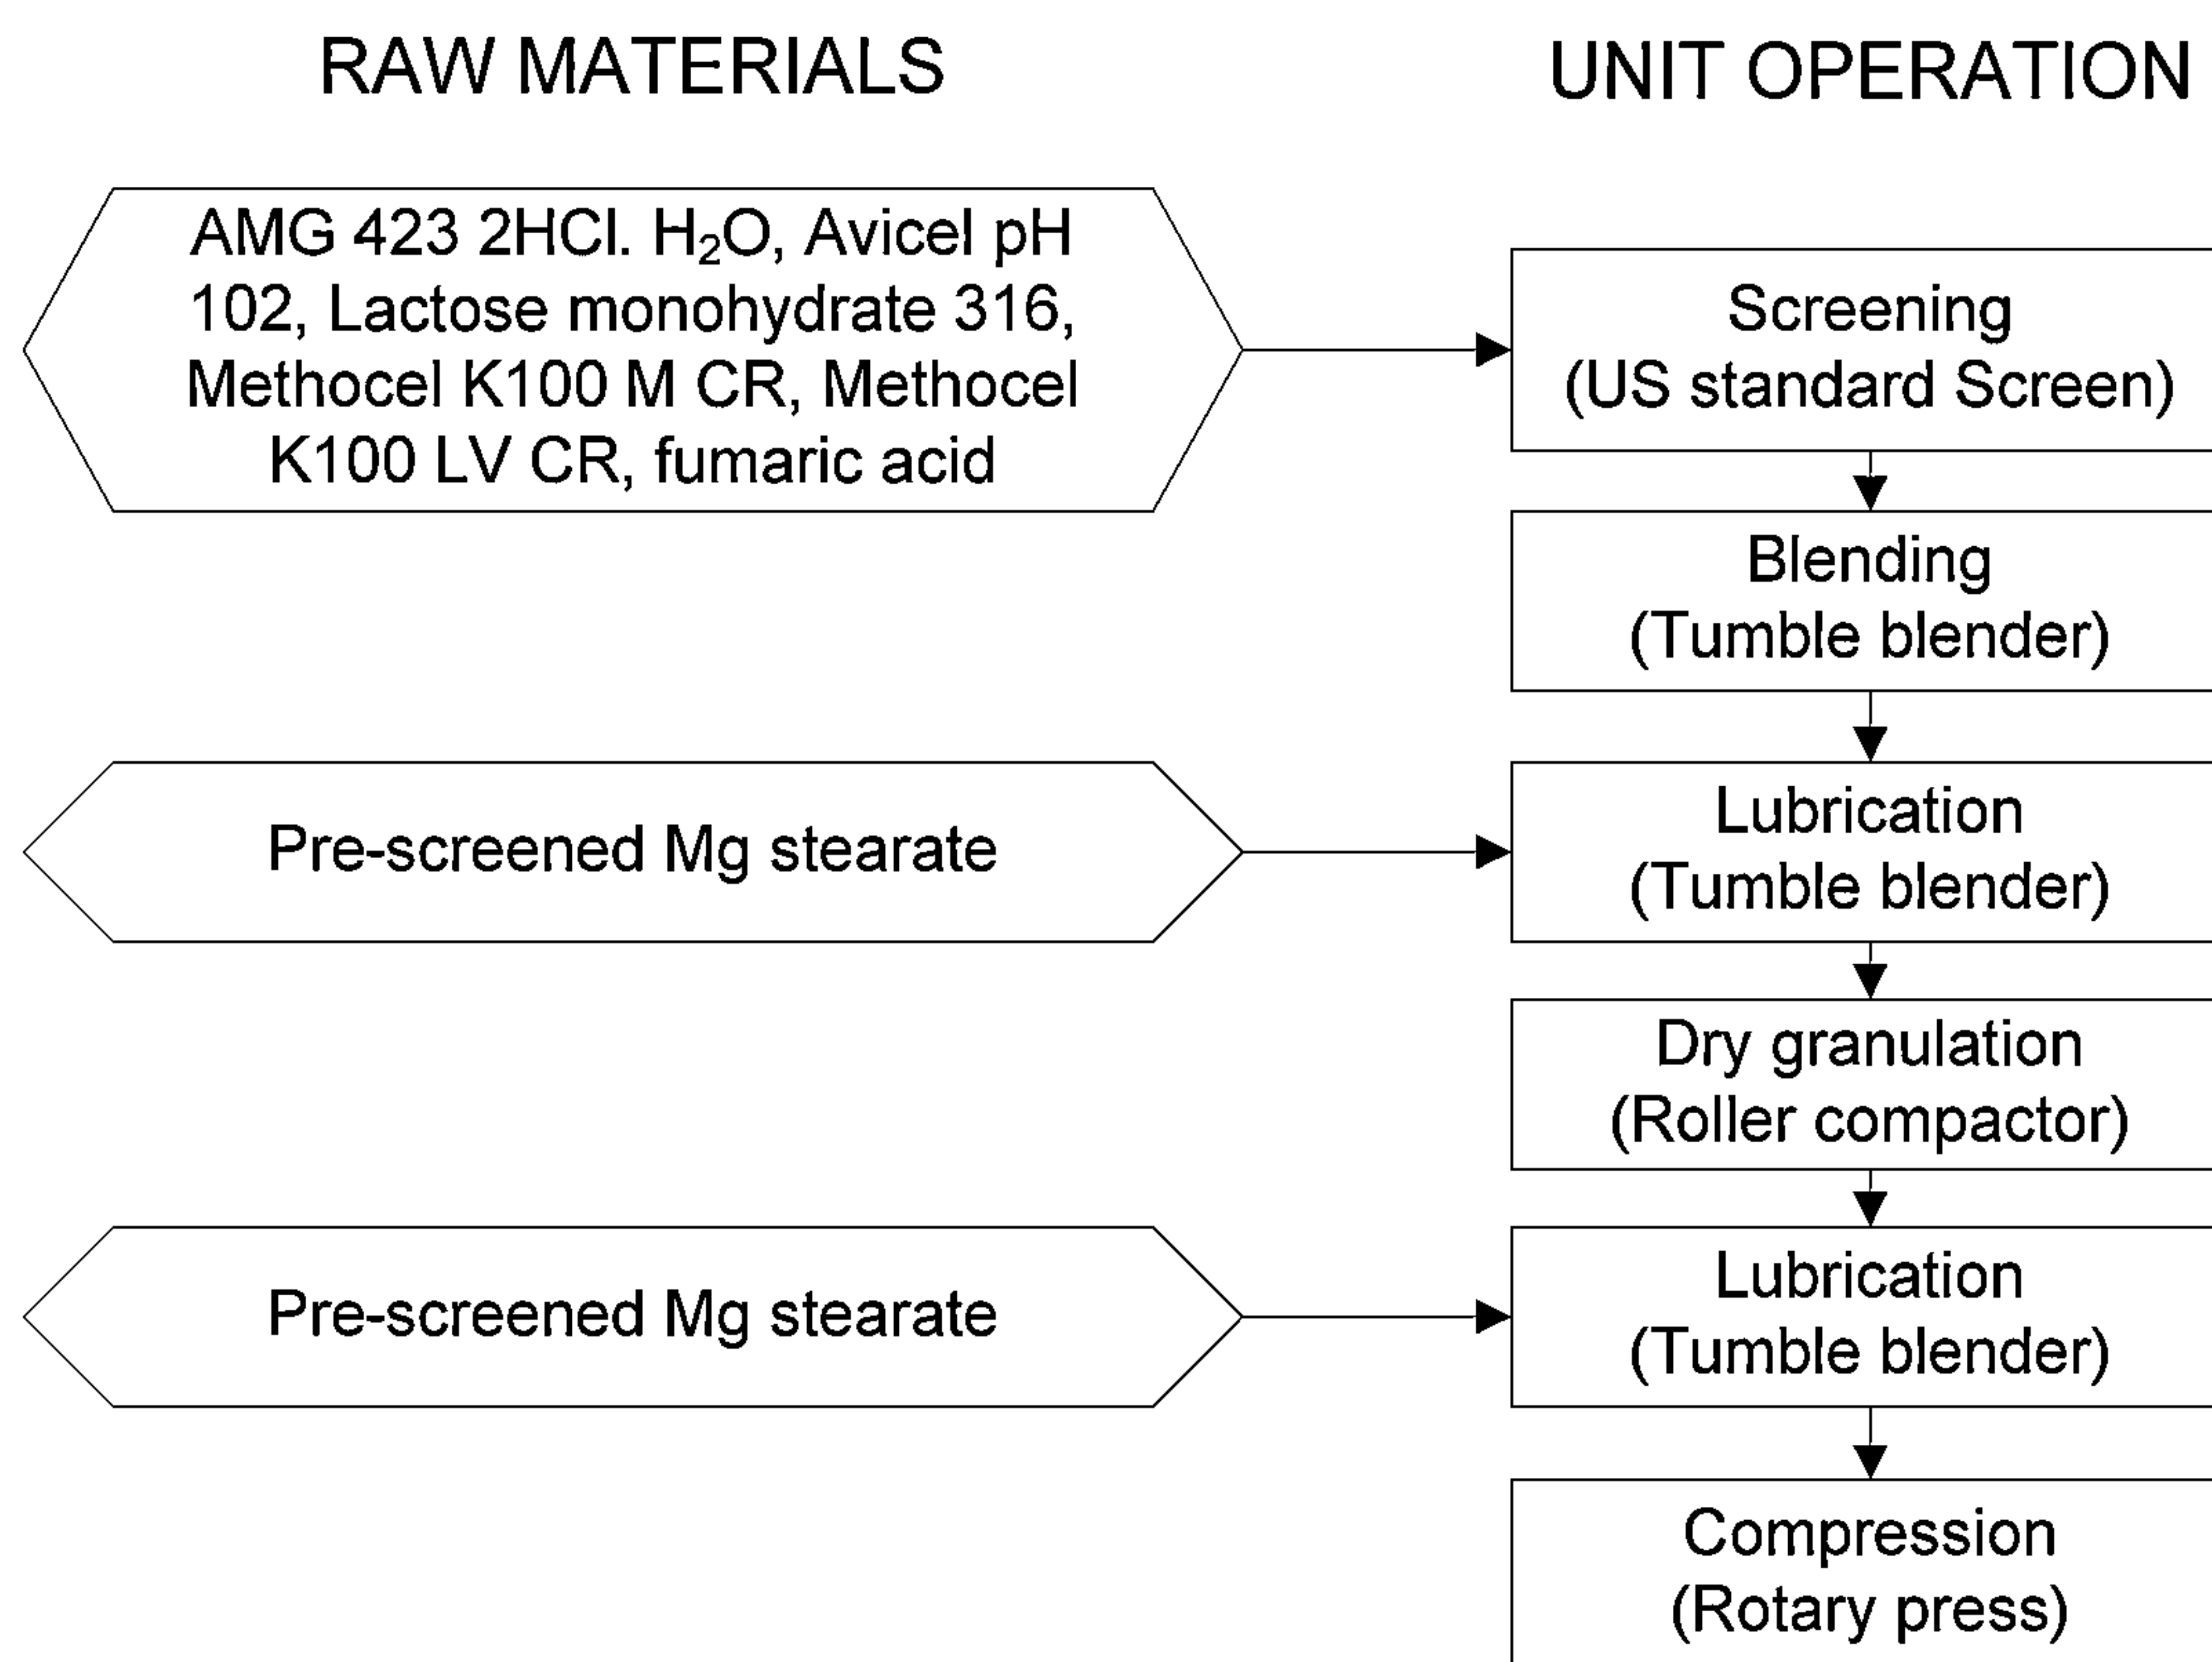 RAW MATERIALS
UNIT OPERATION
AMG 423 2HCl. H₂O, Avicel pH
102, Lactose monohydrate 316,
Methocel K100 M CR, Methocel
K100 LV CR, fumaric acid
Screening
(US standard Screen)
Blending
(Tumble blender)
Pre-screened Mg stearate
Lubrication
(Tumble blender)
Dry granulation
(Roller compactor)
Pre-screened Mg stearate
Lubrication
(Tumble blender)
Compression
(Rotary press)